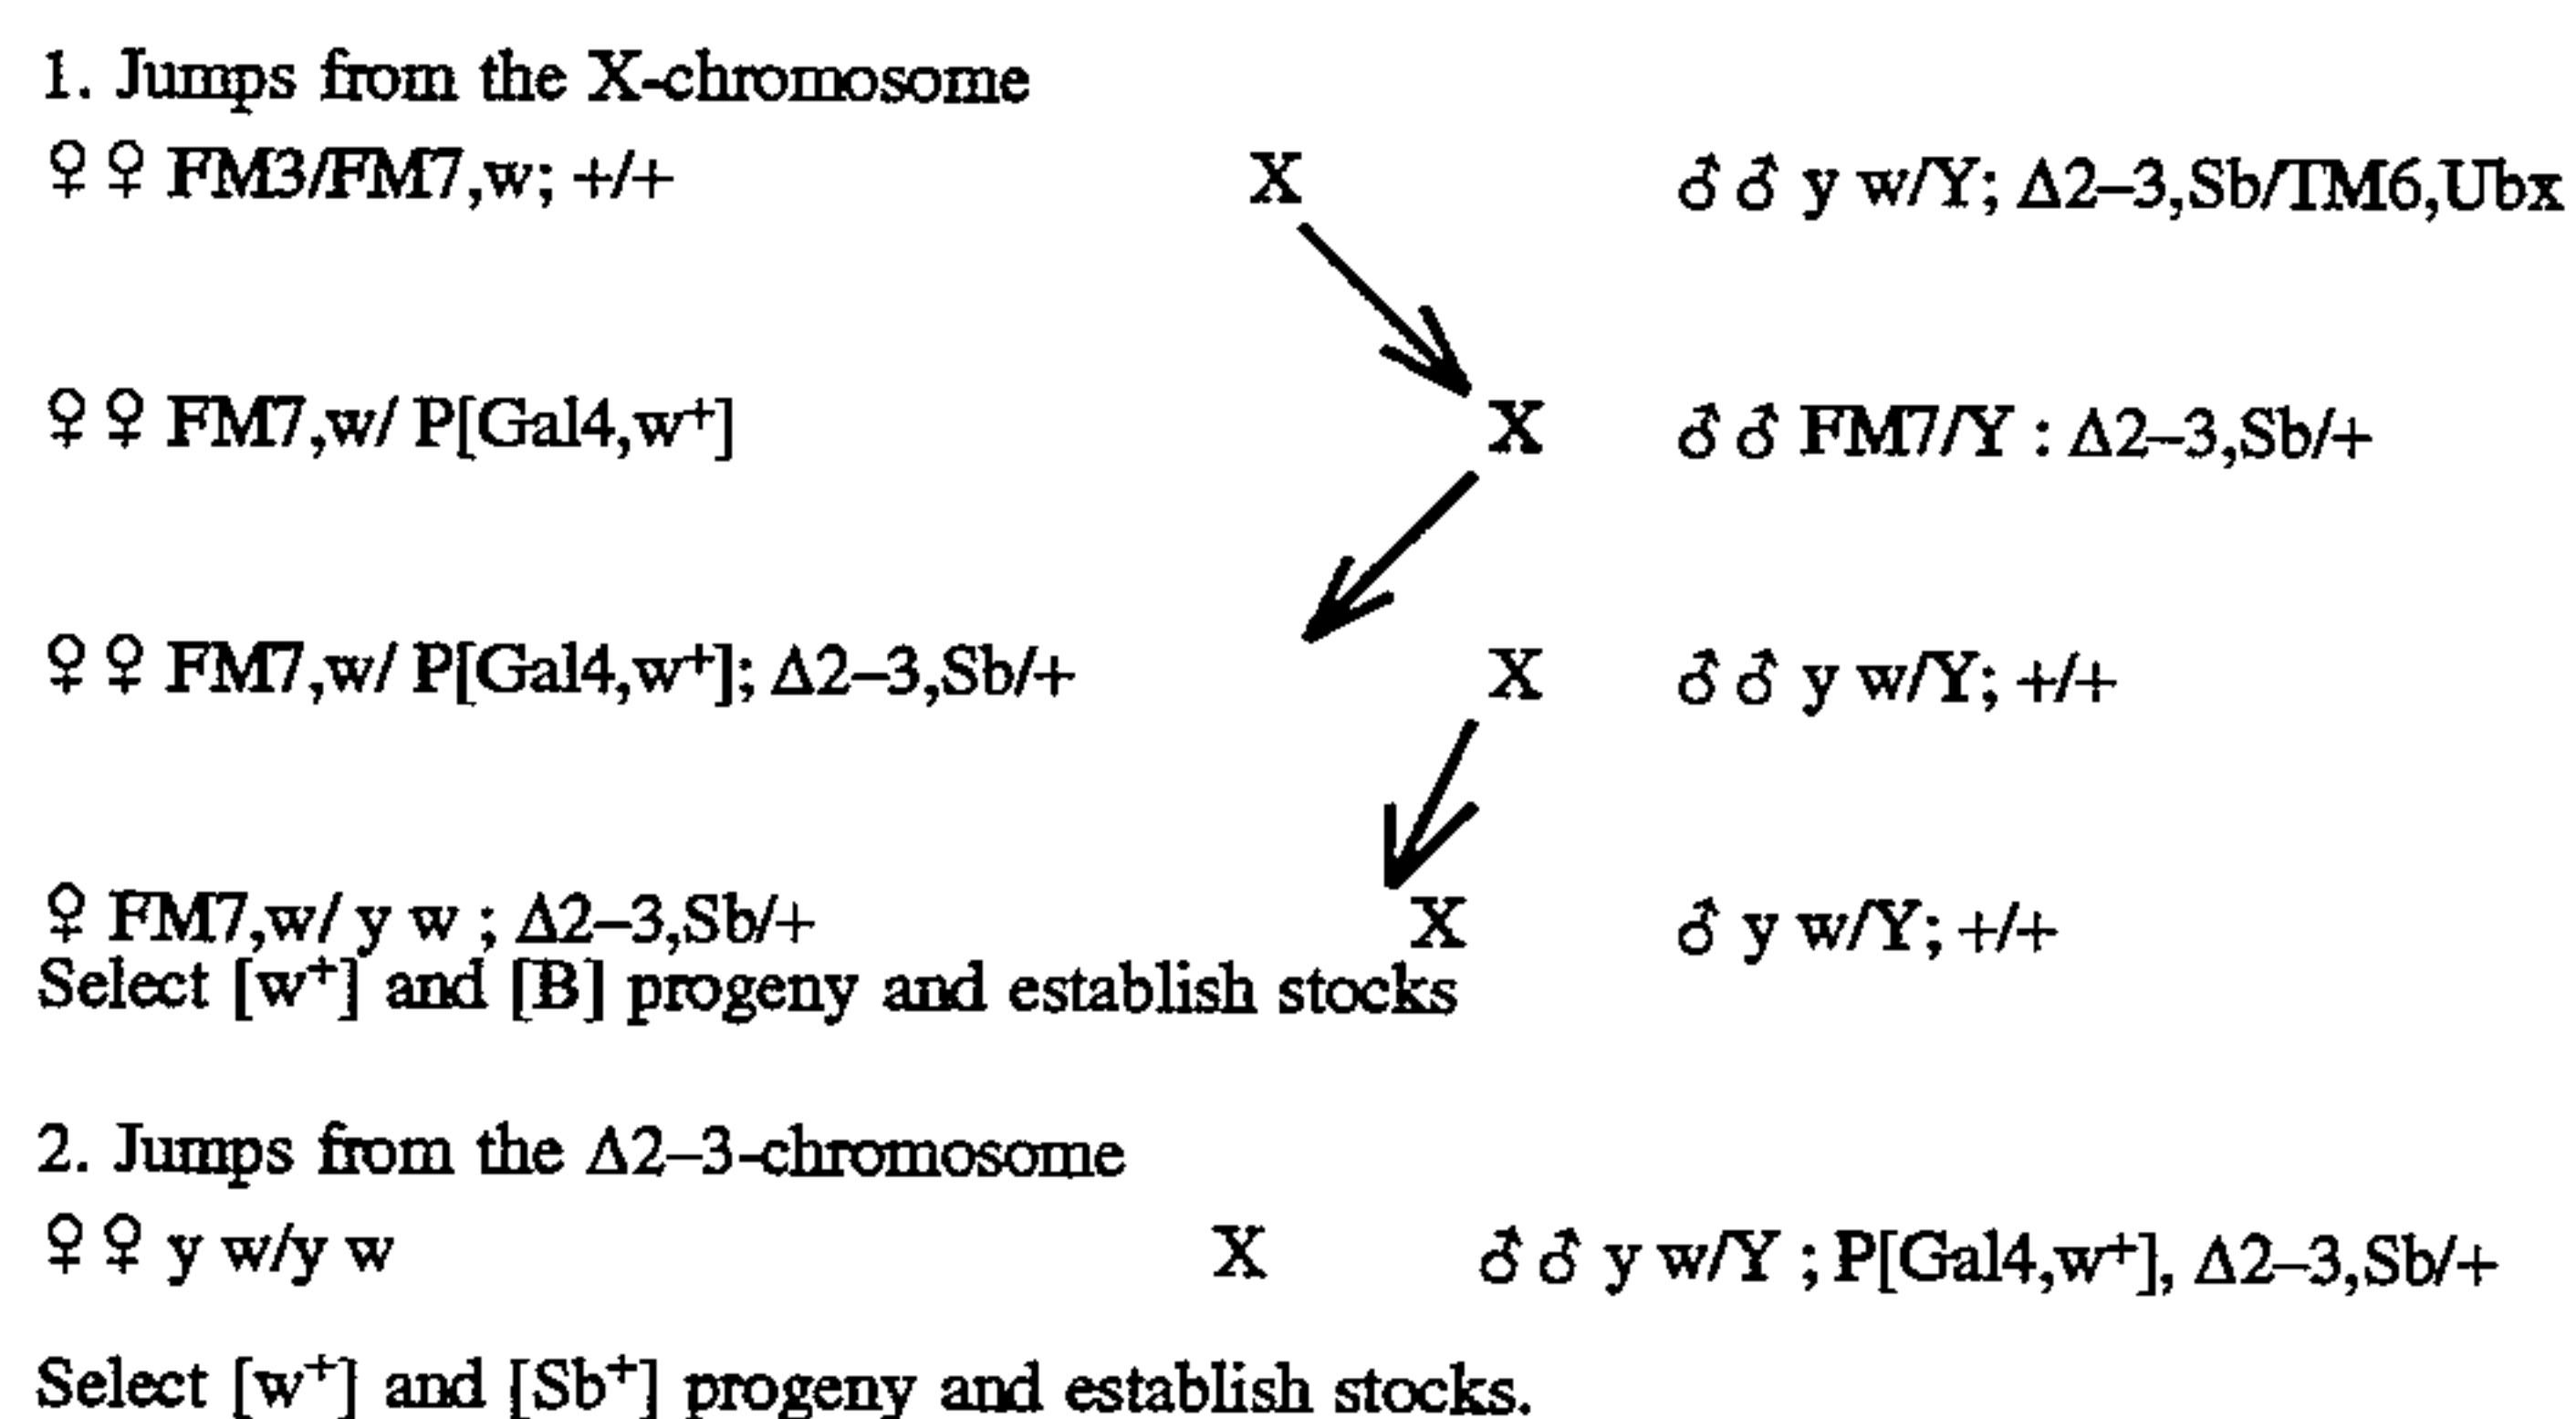 1. Jumps from the X-chromosome
♀♀ FM3/FM7,w; +/+ X ♂♂ y w/Y; Δ2–3,Sb/TM6,Ubx
♀♀ FM7,w/ P[Gal4,w⁺] X ♂♂ FM7/Y : Δ2–3,Sb/+
♀♀ FM7,w/ P[Gal4,w⁺]; Δ2–3,Sb/+ X ♂♂ y w/Y; +/+
♀ FM7,w/ y w ; Δ2–3,Sb/+ X ♂ y w/Y; +/+
Select [w⁺] and [B] progeny and establish stocks
2. Jumps from the Δ2–3-chromosome
♀♀ y w/y w X ♂♂ y w/Y ; P[Gal4,w⁺], Δ2–3,Sb/+
Select [w⁺] and [Sb⁺] progeny and establish stocks.